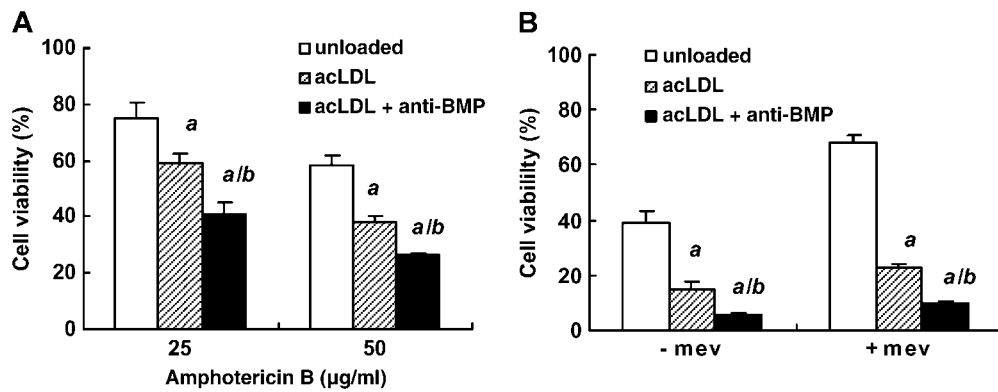 A
100
80
60
40
20
0
Cell viability (%)
unloaded
acLDL
acLDL + anti-BMP
a
a/b
a
a/b
25
50
Amphotericin B (µg/ml)
B
100
80
60
40
20
0
Cell viabililty (%)
unloaded
acLDL
acLDL + anti-BMP
a
a/b
a
a/b
- mev
+ mev